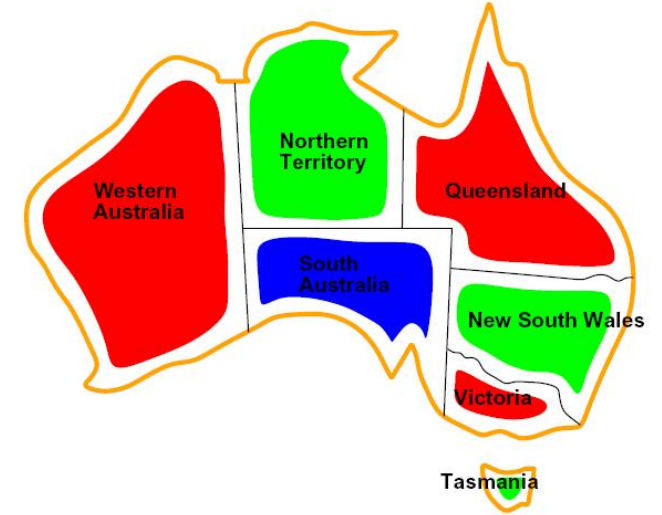 Northern
Territory
Western
Australia
Queensland
South
Australia
New South Wales
Victoria
Tasmania